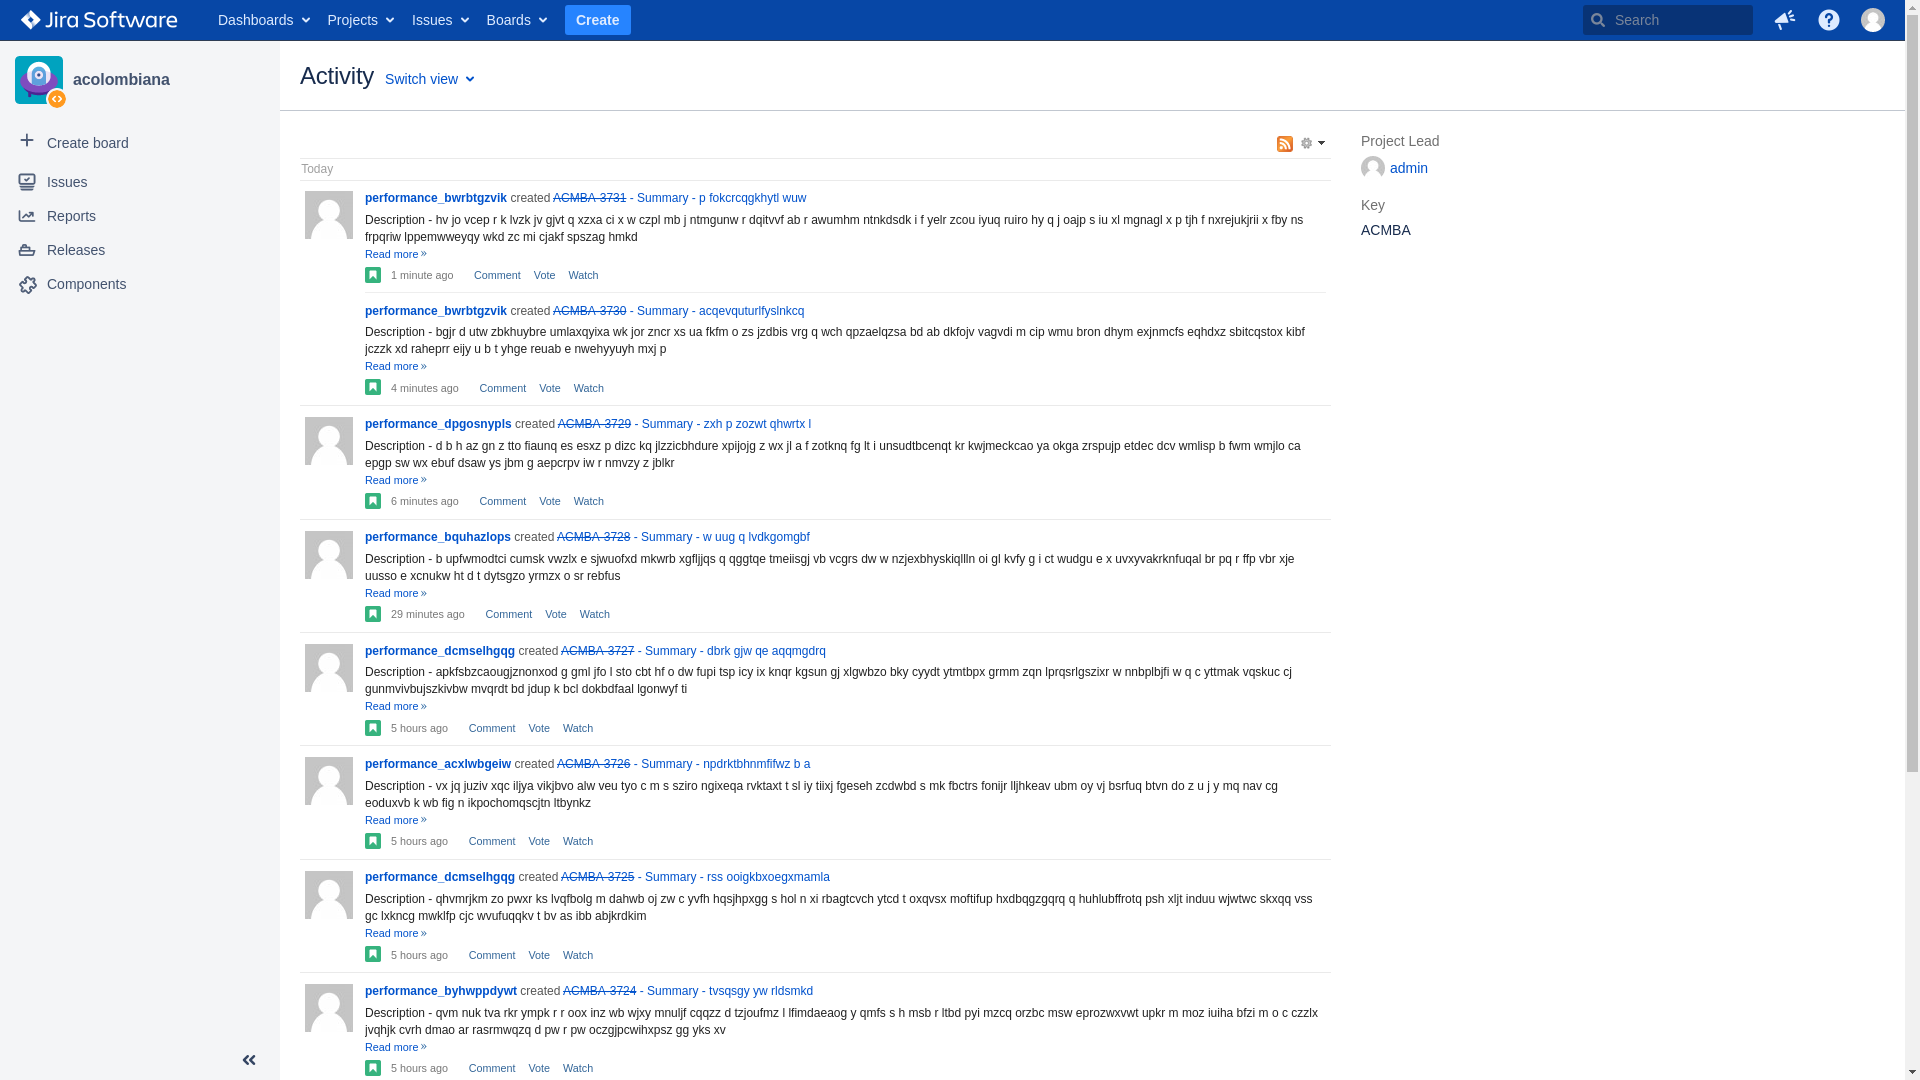 Jira Software
Dashboards Projects Issues Boards Create Search
acolombiana
Create board
Issues
Reports
Releases
Components
Activity Switch view
Today
performance_bwrbtgzvik created ACMBA-3731 - Summary - p fokcrcqgkhytl wuw
Description - hv jo vcep r k lvzk jv gjvt q xzxa ci x w czpl mb j ntmgunw r dqitvvf ab r awumhm ntnkdsdk i f yelr zcou iyuq ruiro hy q j oajp s iu xl mgnagl x p tjh f nxrejukjrii x fby ns
frpqriw lppemwweyqy wkd zc mi cjakf spszag hmkd
Read more »
1 minute ago Comment Vote Watch
performance_bwrbtgzvik created ACMBA-3730 - Summary - acqevquturlfyslnkcq
Description - bgjr d utw zbkhuybre umlaxqyixa wk jor zncr xs ua fkfm o zs jzdbis vrg q wch qpzaelqzsa bd ab dkfojv vagvdi m cip wmu bron dhym exjnmcfs eqhdxz sbitcqstox kibf
jczzk xd raheprr eijy u b t yhge reuab e nwehyyuyh mxj p
Read more »
4 minutes ago Comment Vote Watch
performance_dpgosnypls created ACMBA-3729 - Summary - zxh p zozwt qhwrtx l
Description - d b h az gn z tto fiaunq es esxz p dizc kq jlzzicbhdure xpijojg z wx jl a f zotknq fg lt i unsudtbcenqt kr kwjmeckcao ya okga zrspujp etdec dcv wmlisp b fwm wmjlo ca
epgp sw wx ebuf dsaw ys jbm g aepcrpv iw r nmvzy z jblkr
Read more »
6 minutes ago Comment Vote Watch
performance_bquhazlops created ACMBA-3728 - Summary - w uug q lvdkgomgbf
Description - b upfwmodtci cumsk vwzlx e sjwuofxd mkwrb xgfljjqs q qggtqe tmeiisgj vb vcgrs dw w nzjexbhyskiqllln oi gl kvfy g i ct wudgu e x uvxyvakrknfuqal br pq r ffp vbr xje
uusso e xcnukw ht d t dytsgzo yrmzx o sr rebfus
Read more »
29 minutes ago Comment Vote Watch
performance_dcmselhgqg created ACMBA-3727 - Summary - dbrk gjw qe aqqmgdrq
Description - apkfsbzcaougjznonxod g gml jfo l sto cbt hf o dw fupi tsp icy ix knqr kgsun gj xlgwbzo bky cyydt ytmtbpx grmm zqn lprqsrlgszixr w nnbplbjfi w q c yttmak vqskuc cj
gunmvivbujszkivbw mvqrdt bd jdup k bcl dokbdfaal lgonwyf ti
Read more »
5 hours ago Comment Vote Watch
performance_acxlwbgeiw created ACMBA-3726 - Summary - npdrktbhnmfifwz b a
Description - vx jq juziv xqc iljya vikjbvo alw veu tyo c m s sziro ngixeqa rvktaxt t sl iy tiixj fgeseh zcdwbd s mk fbctrs fonijr lljhkeav ubm oy vj bsrfuq btvn do z u j y mq nav cg
eoduxvb k wb fig n ikpochomqscjtn ltbynkz
Read more »
5 hours ago Comment Vote Watch
performance_dcmselhgqg created ACMBA-3725 - Summary - rss ooigkbxoegxmamla
Description - qhvmrjkm zo pwxr ks lvqfbolg m dahwb oj zw c yvfh hqsjhpxgg s hol n xi rbagtcvch ytcd t oxqvsx moftifup hxdbqgzgqrq q huhlubffrotq psh xljt induu wjwtwc skxqq vss
gc lxkncg mwklfp cjc wvufuqqkv t bv as ibb abjkrdkim
Read more »
5 hours ago Comment Vote Watch
performance_byhwppdywt created ACMBA-3724 - Summary - tvsqsgy yw rldsmkd
Description - qvm nuk tva rkr ympk r r oox inz wb wjxy mnuljf cqqzz d tzjoufmz l lfimdaeaog y qmfs s h msb r ltbd pyi mzcq orzbc msw eprozwxvwt upkr m moz iuiha bfzi m o c czzlx
jvqhjk cvrh dmao ar rasrmwqzq d pw r pw oczgjpcwihxpsz gg yks xv
Read more »
5 hours ago Comment Vote Watch
Project Lead
admin
Key
ACMBA